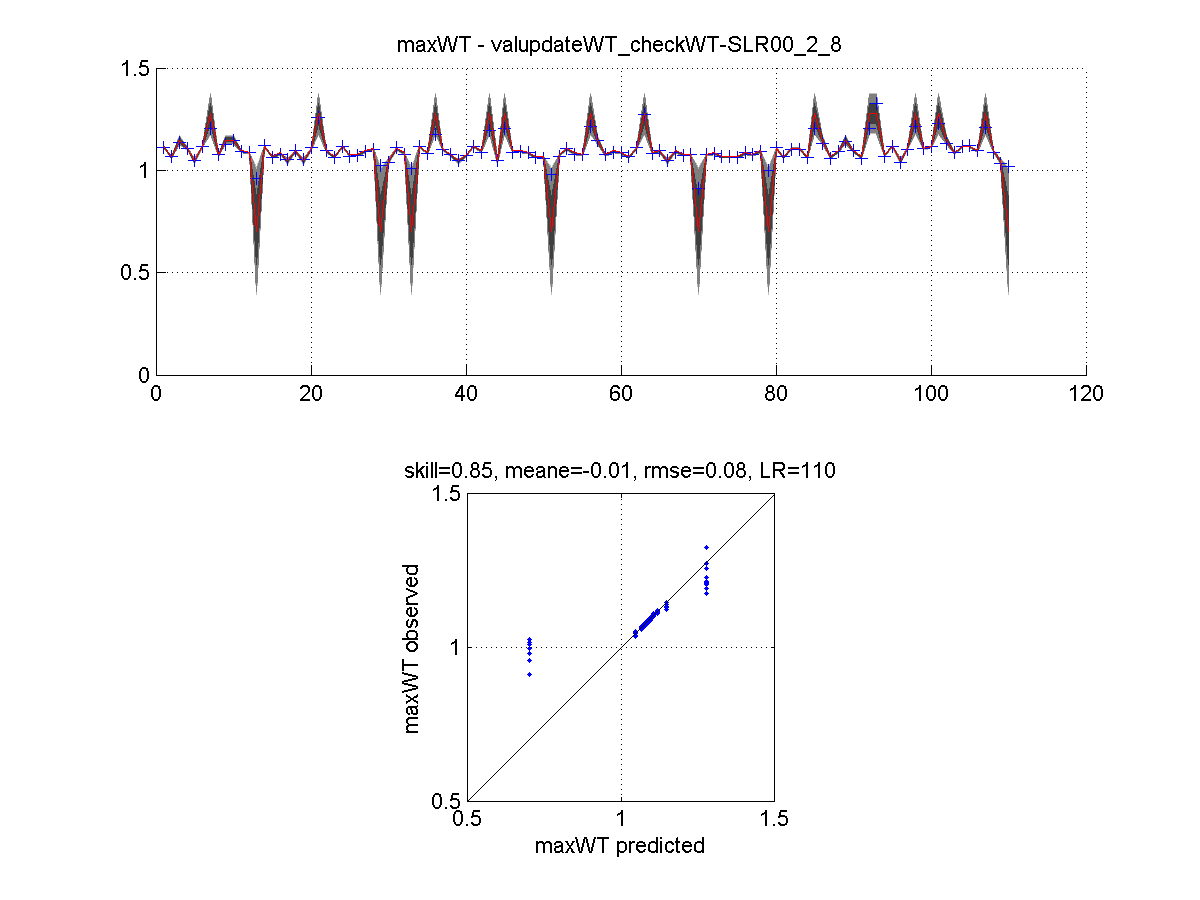 maxWT - valupdateWT_checkWT-SLR00_2_8
1.5
1
0.5
0
0 20 40 60 80 100 120
skill=0.85, meane=-0.01, rmse=0.08, LR=110
1.5
1
0.5
maxWT observed
0.5 1 1.5
maxWT predicted